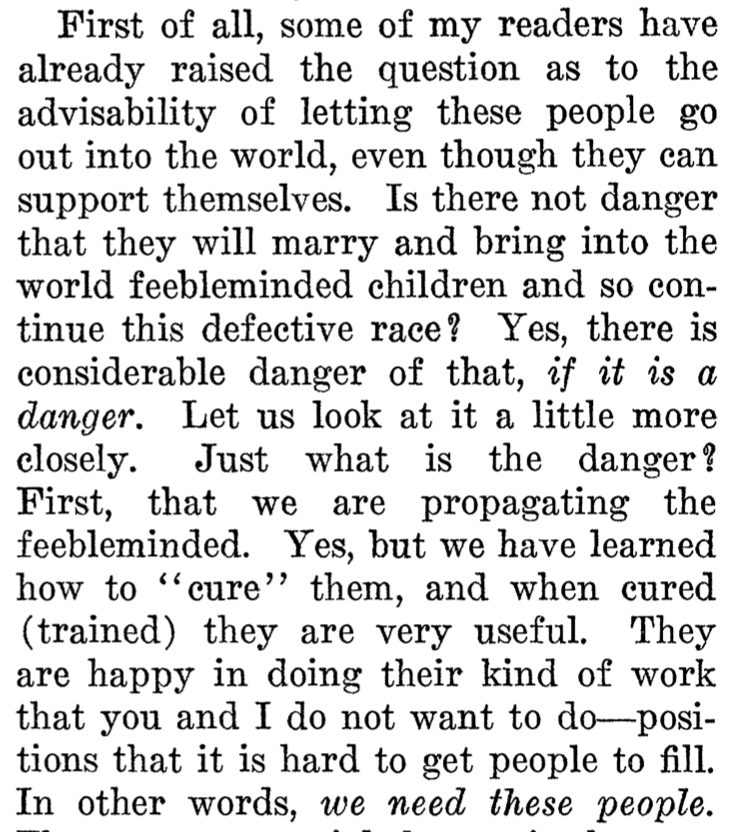 First of all, some of my readers have
already raised the question as to the
advisability of letting these people go
out into the world, even though they can
support themselves. Is there not danger
that they will marry and bring into the
world feebleminded children and so con-
tinue this defective race? Yes, there is
considerable danger of that, if it is a
danger. Let us look at it a little more
closely. Just what is the danger?
First, that we are propagating the
feebleminded. Yes, but we have learned
how to “cure” them, and when cured
(trained) they are very useful. They
are happy in doing their kind of work
that you and I do not want to do—posi-
tions that it is hard to get people to fill.
In other words, we need these people.